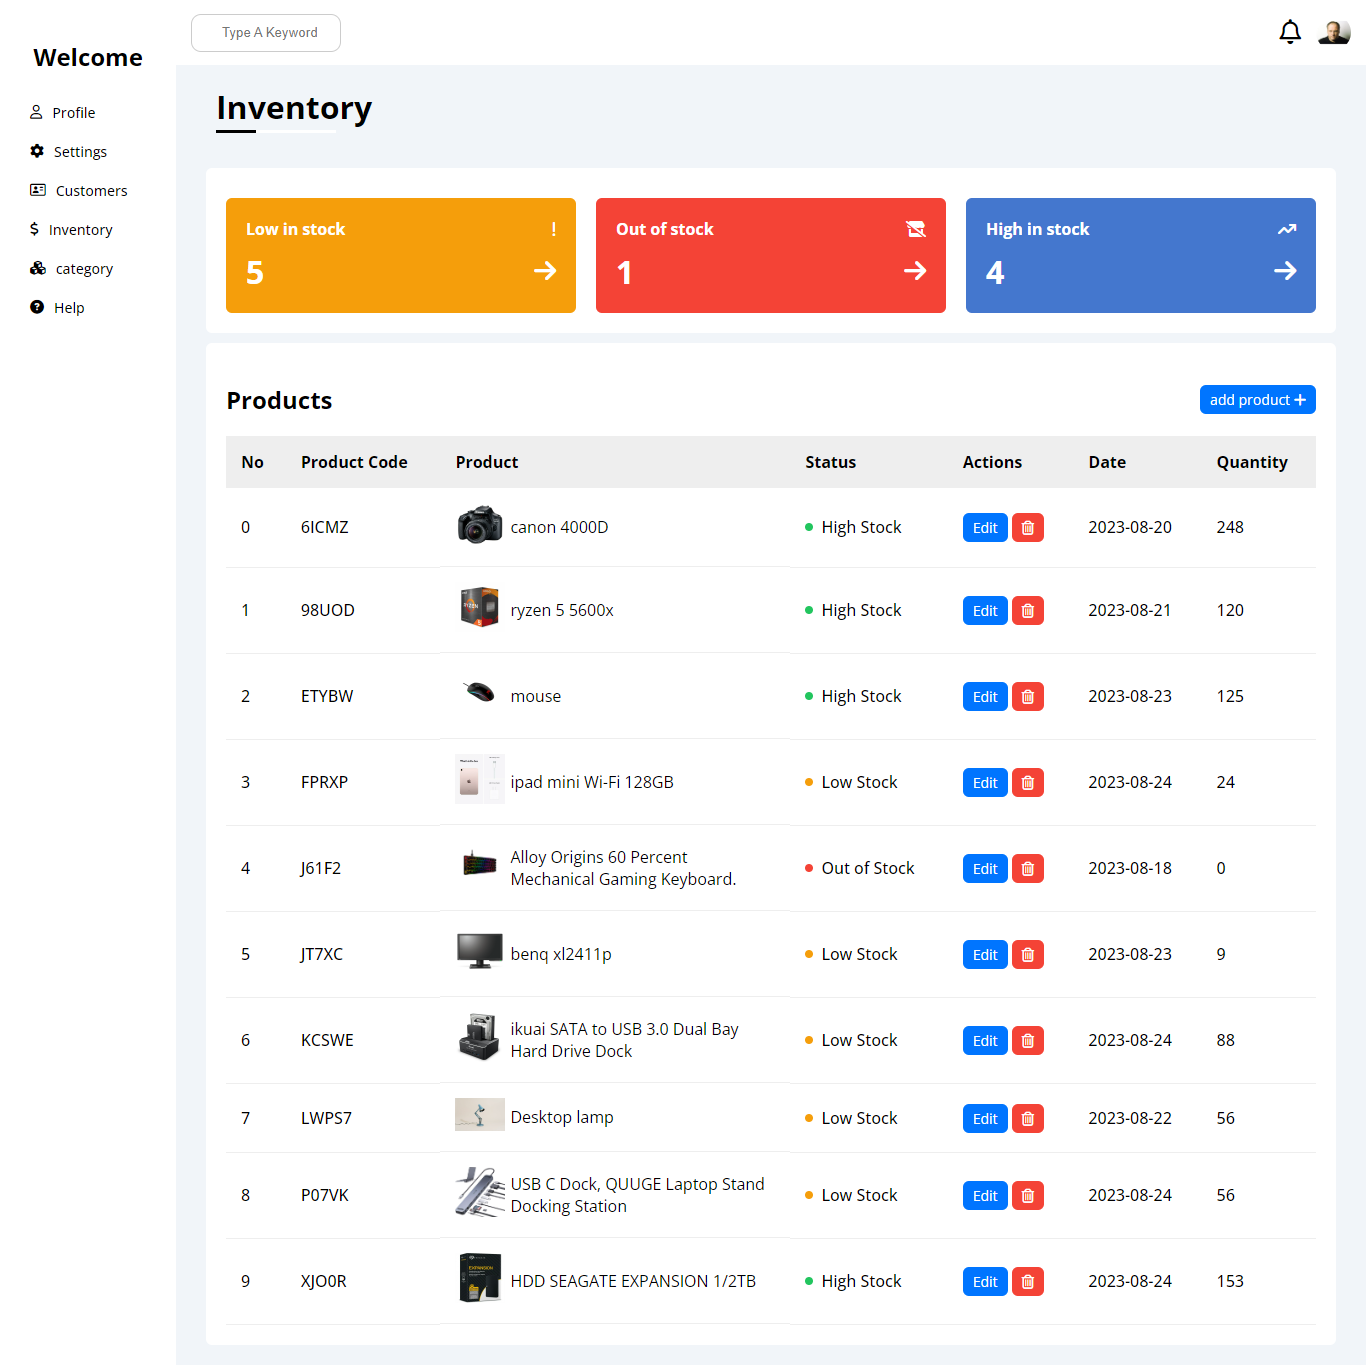 Type A Keyword
Welcome
Profile
Settings
Customers
Inventory
category
Help
Inventory
Low in stock
5
Out of stock
1
High in stock
4
Products
add product
No Product Code Product Status Actions Date Quantity
0 6ICMZ canon 4000D High Stock Edit 2023-08-20 248
1 98UOD ryzen 5 5600x High Stock Edit 2023-08-21 120
2 ETYBW mouse High Stock Edit 2023-08-23 125
3 FPRXP ipad mini Wi-Fi 128GB Low Stock Edit 2023-08-24 24
4 J61F2 Alloy Origins 60 Percent
Mechanical Gaming Keyboard. Out of Stock Edit 2023-08-18 0
5 JT7XC benq xl2411p Low Stock Edit 2023-08-23 9
6 KCSWE ikuai SATA to USB 3.0 Dual Bay
Hard Drive Dock Low Stock Edit 2023-08-24 88
7 LWPS7 Desktop lamp Low Stock Edit 2023-08-22 56
8 P07VK USB C Dock, QUUGE Laptop Stand
Docking Station Low Stock Edit 2023-08-24 56
9 XJO0R HDD SEAGATE EXPANSION 1/2TB High Stock Edit 2023-08-24 153